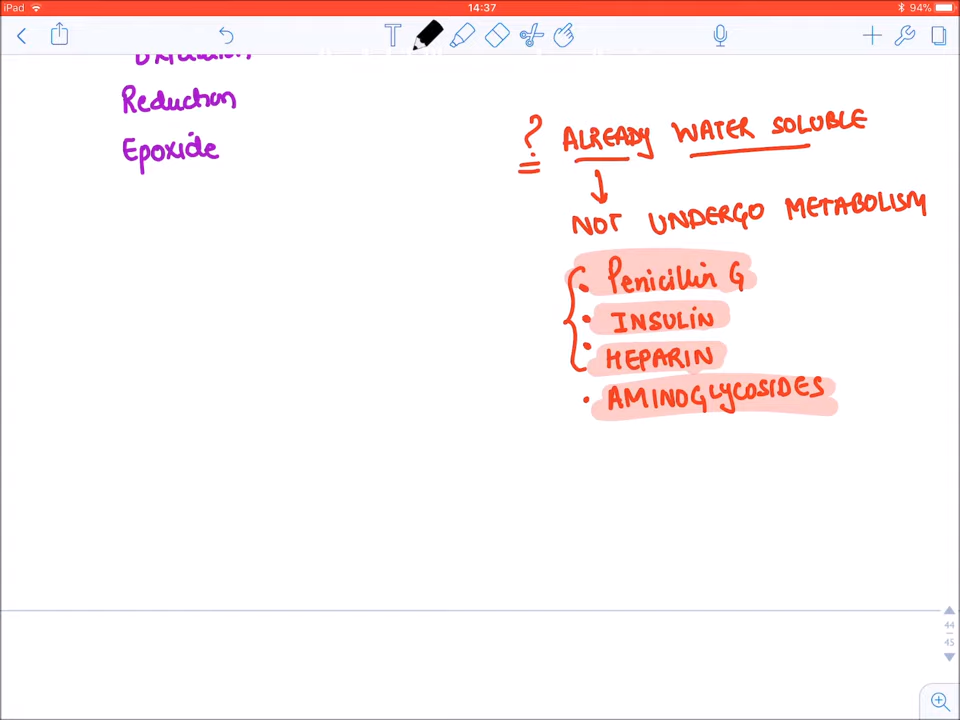 iPad 14:37 94%
T
Reduction
Epoxide
? ALREADY WATER SOLUBLE
NOT UNDERGO METABOLISM
• Penicillin G
• INSULIN
• HEPARIN
• AMINOGLYCOSIDES
44
45